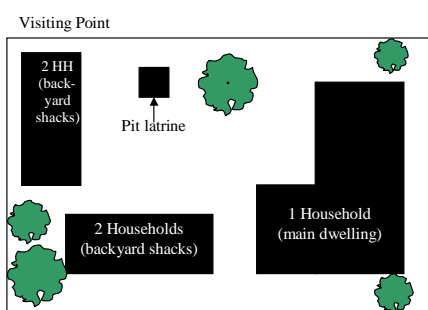 Visiting Point
2 HH
(back-
yard
shacks)
Pit latrine
2 Households
(backyard shacks)
1 Household
(main dwelling)